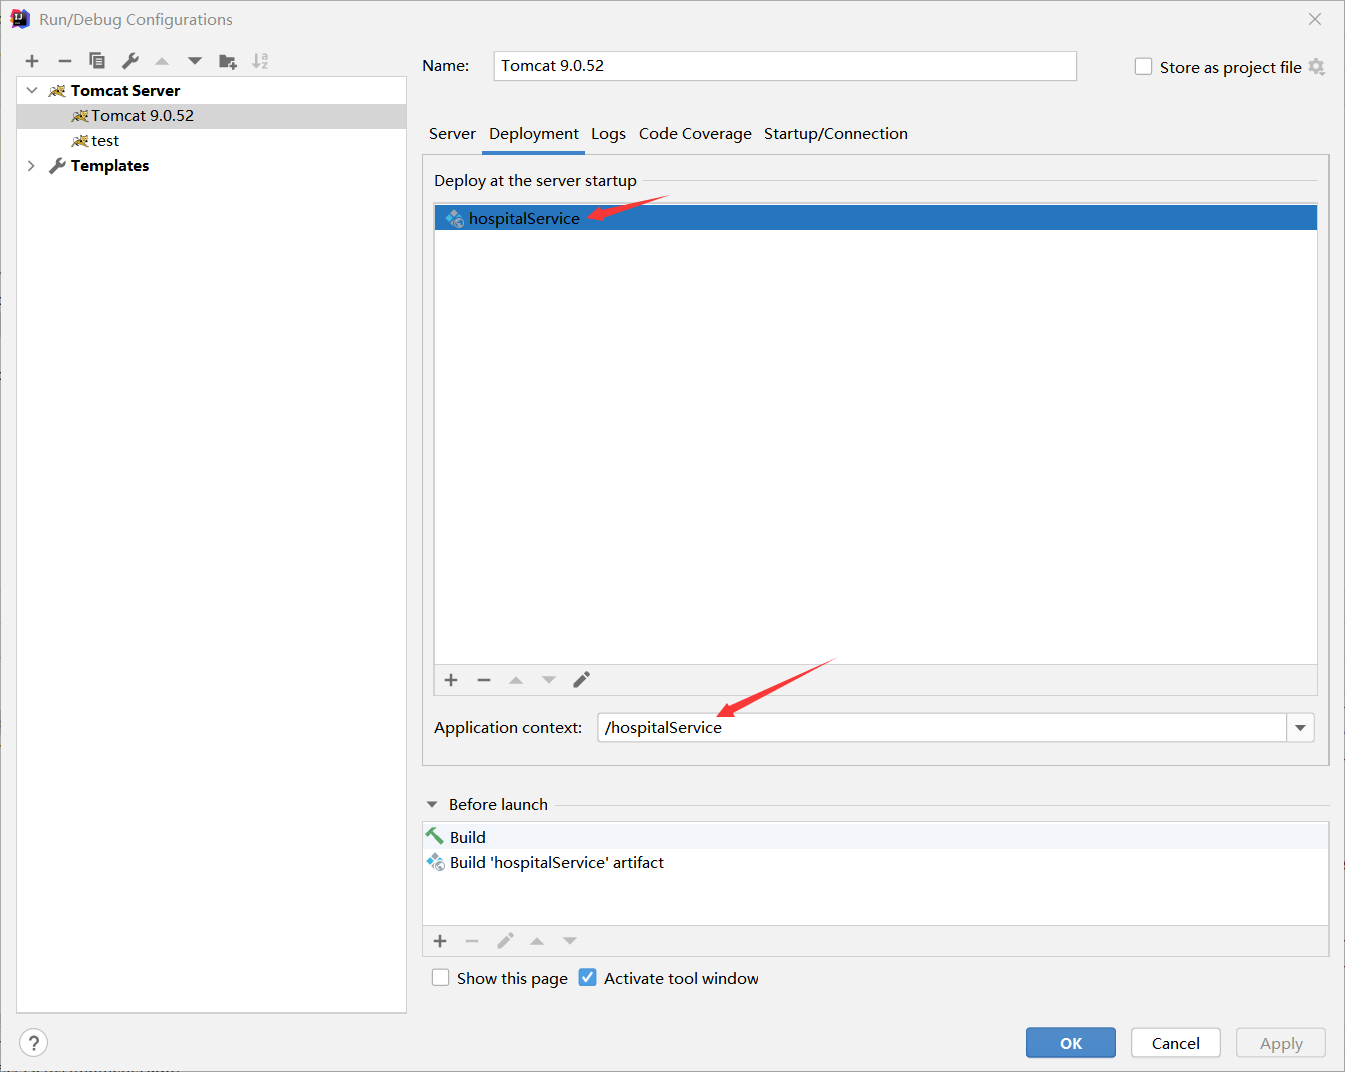 Run/Debug Configurations
Name:
Tomcat 9.0.52
Store as project file
Tomcat Server
Tomcat 9.0.52
test
Templates
Server
Deployment
Logs
Code Coverage
Startup/Connection
Deploy at the server startup
hospitalService
Application context:
/hospitalService
Before launch
Build
Build 'hospitalService' artifact
Show this page
Activate tool window
?
OK
Cancel
Apply